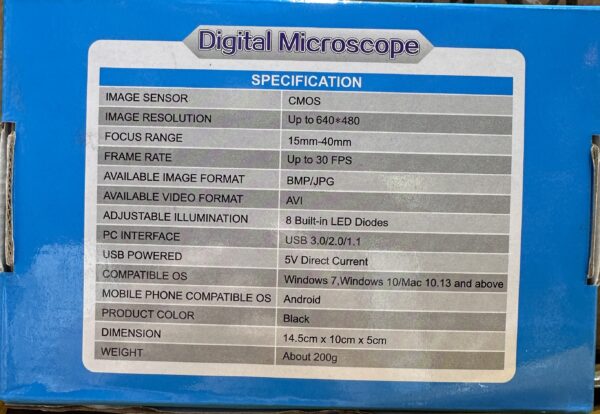 Digital Microscope
SPECIFICATION
IMAGE SENSOR CMOS
IMAGE RESOLUTION Up to 640*480
FOCUS RANGE 15mm-40mm
FRAME RATE Up to 30 FPS
AVAILABLE IMAGE FORMAT BMP/JPG
AVAILABLE VIDEO FORMAT AVI
ADJUSTABLE ILLUMINATION 8 Built-in LED Diodes
PC INTERFACE USB 3.0/2.0/1.1
USB POWERED 5V Direct Current
COMPATIBLE OS Windows 7,Windows 10/Mac 10.13 and above
MOBILE PHONE COMPATIBLE OS Android
PRODUCT COLOR Black
DIMENSION 14.5cm x 10cm x 5cm
WEIGHT About 200g